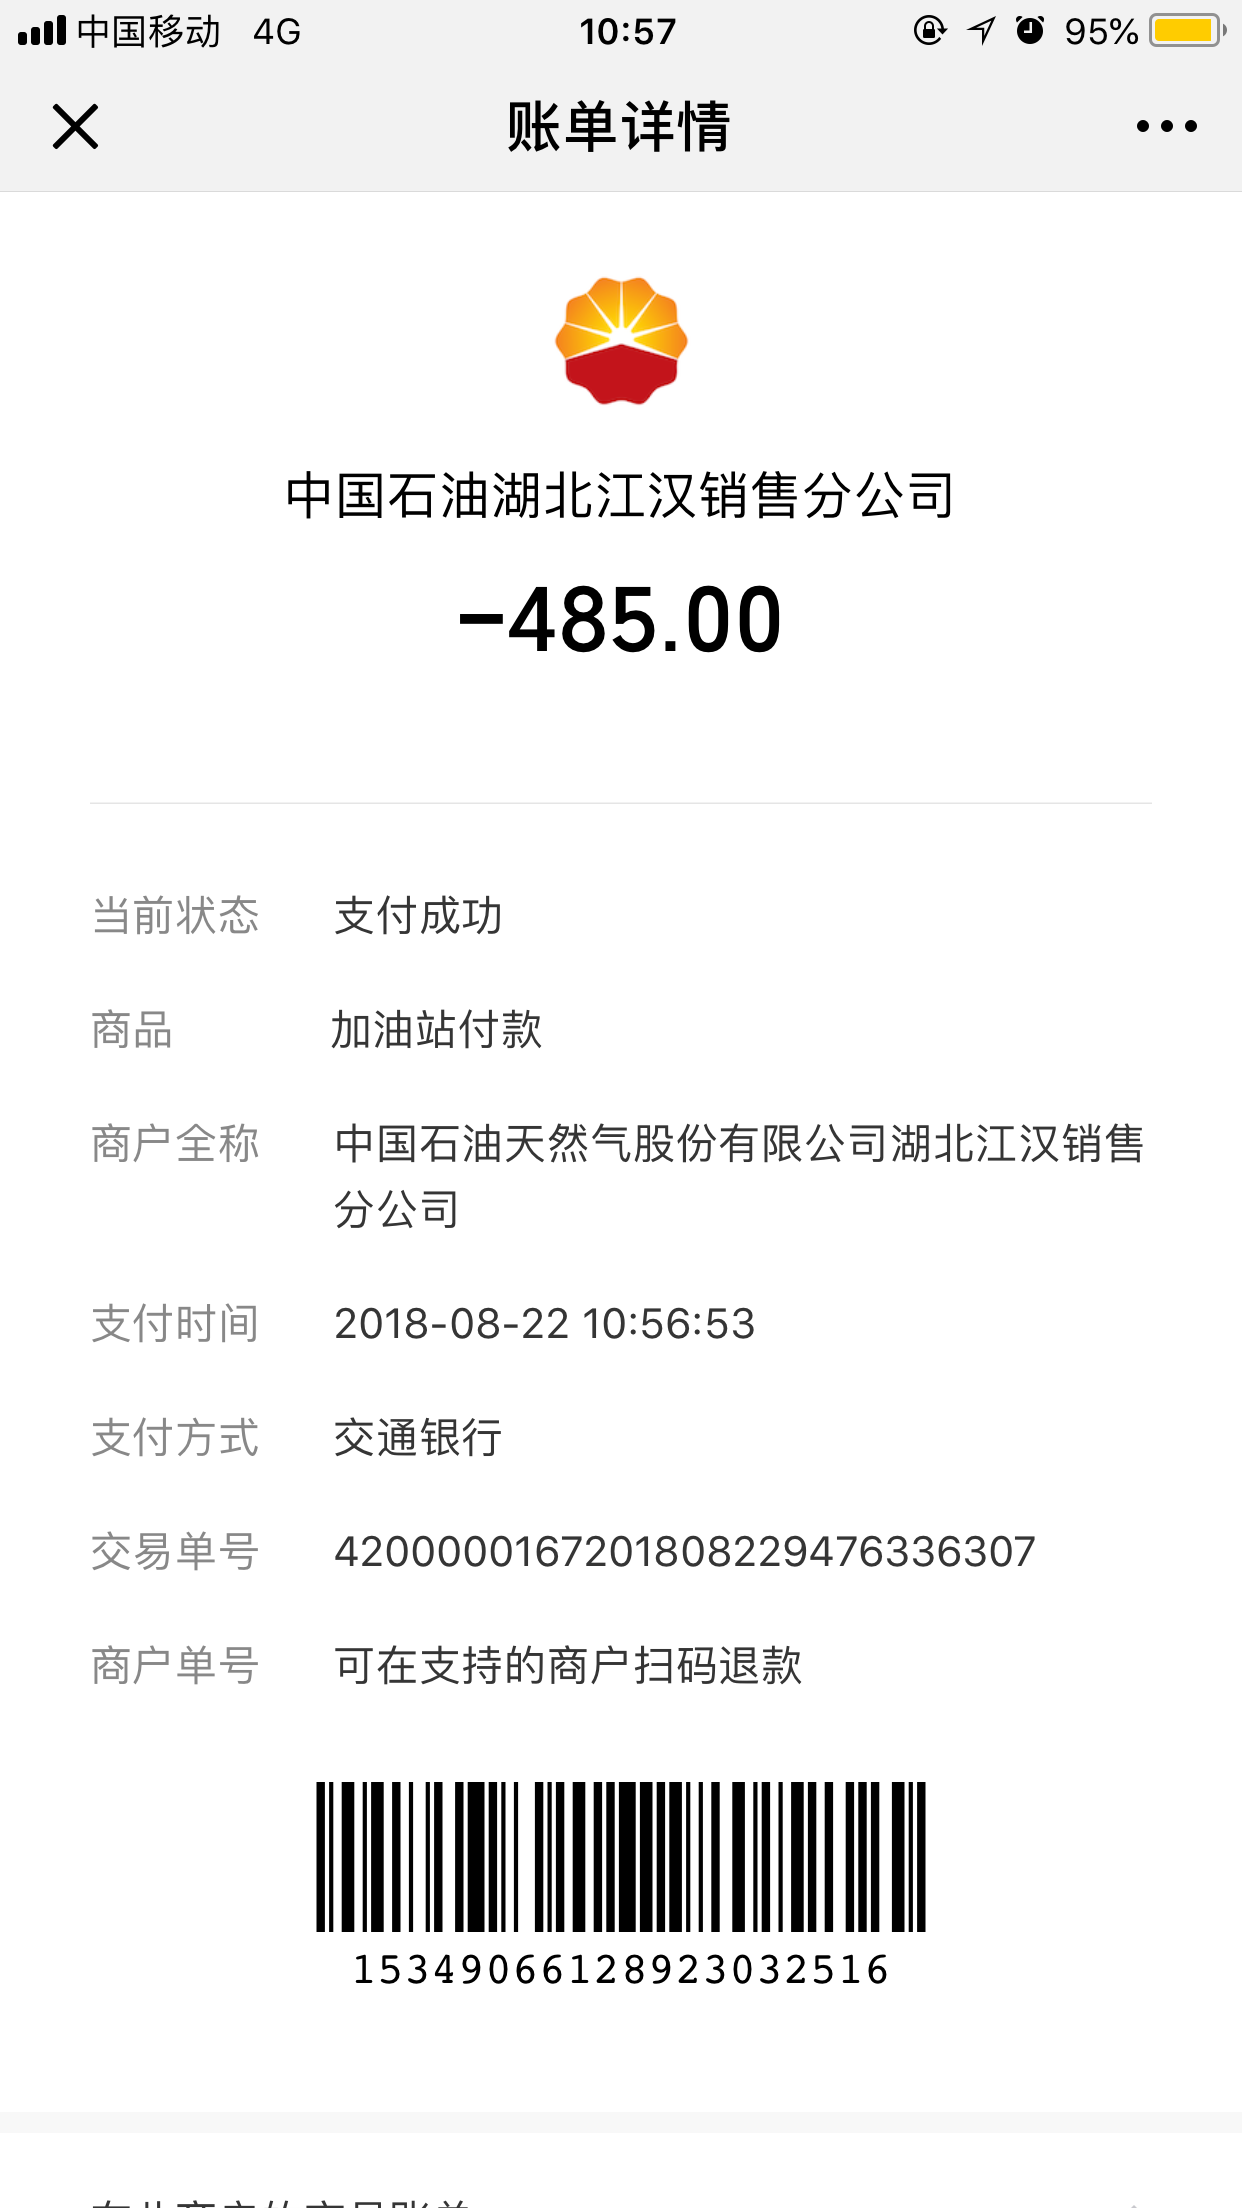 中国移动 4G 10:57 95%
账单详情
中国石油湖北江汉销售分公司
-485.00
当前状态 支付成功
商品 加油站付款
商户全称 中国石油天然气股份有限公司湖北江汉销售
分公司
支付时间 2018-08-22 10:56:53
支付方式 交通银行
交易单号 4200000167201808229476336307
商户单号 可在支持的商户扫码退款
15349066128923032516